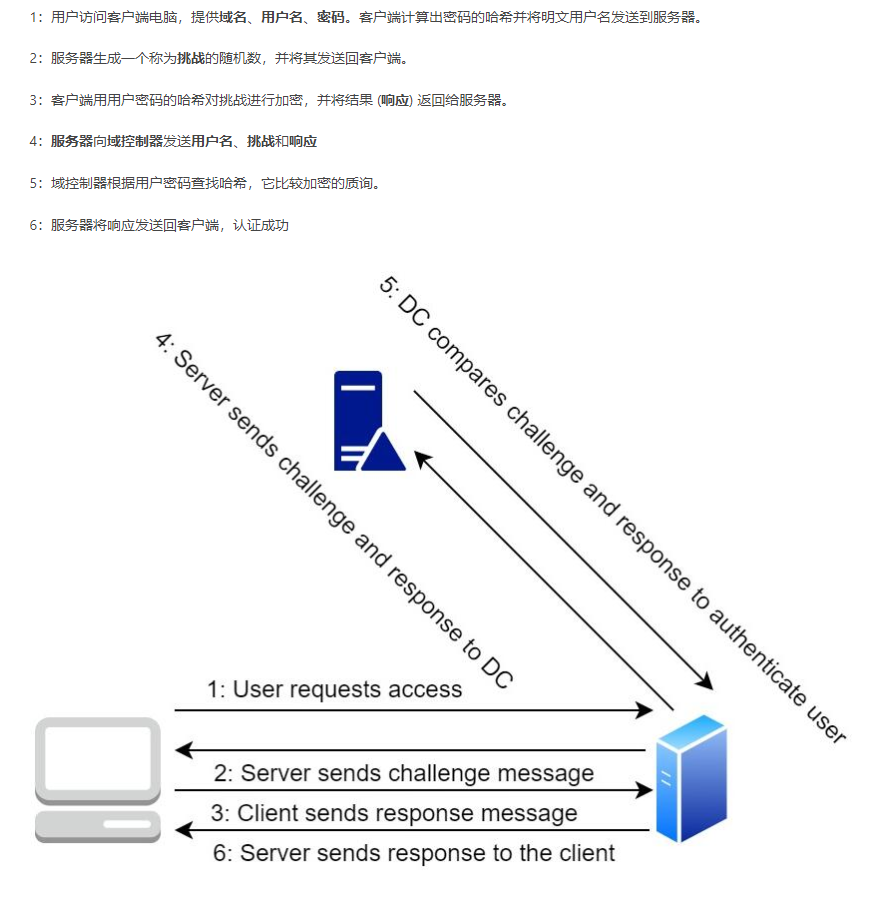 1：用户访问客户端电脑，提供域名、用户名、密码。客户端计算出密码的哈希并将明文用户名发送到服务器。
2：服务器生成一个称为挑战的随机数，并将其发送回客户端。
3：客户端用用户密码的哈希对挑战进行加密，并将结果 (响应) 返回给服务器。
4：服务器向域控制器发送用户名、挑战和响应
5：域控制器根据用户密码查找哈希，它比较加密的质询。
6：服务器将响应发送回客户端，认证成功
5: DC compares challenge and response to authenticate user
4: Server sends challenge and response to DC
1: User requests access
2: Server sends challenge message
3: Client sends response message
6: Server sends response to the client